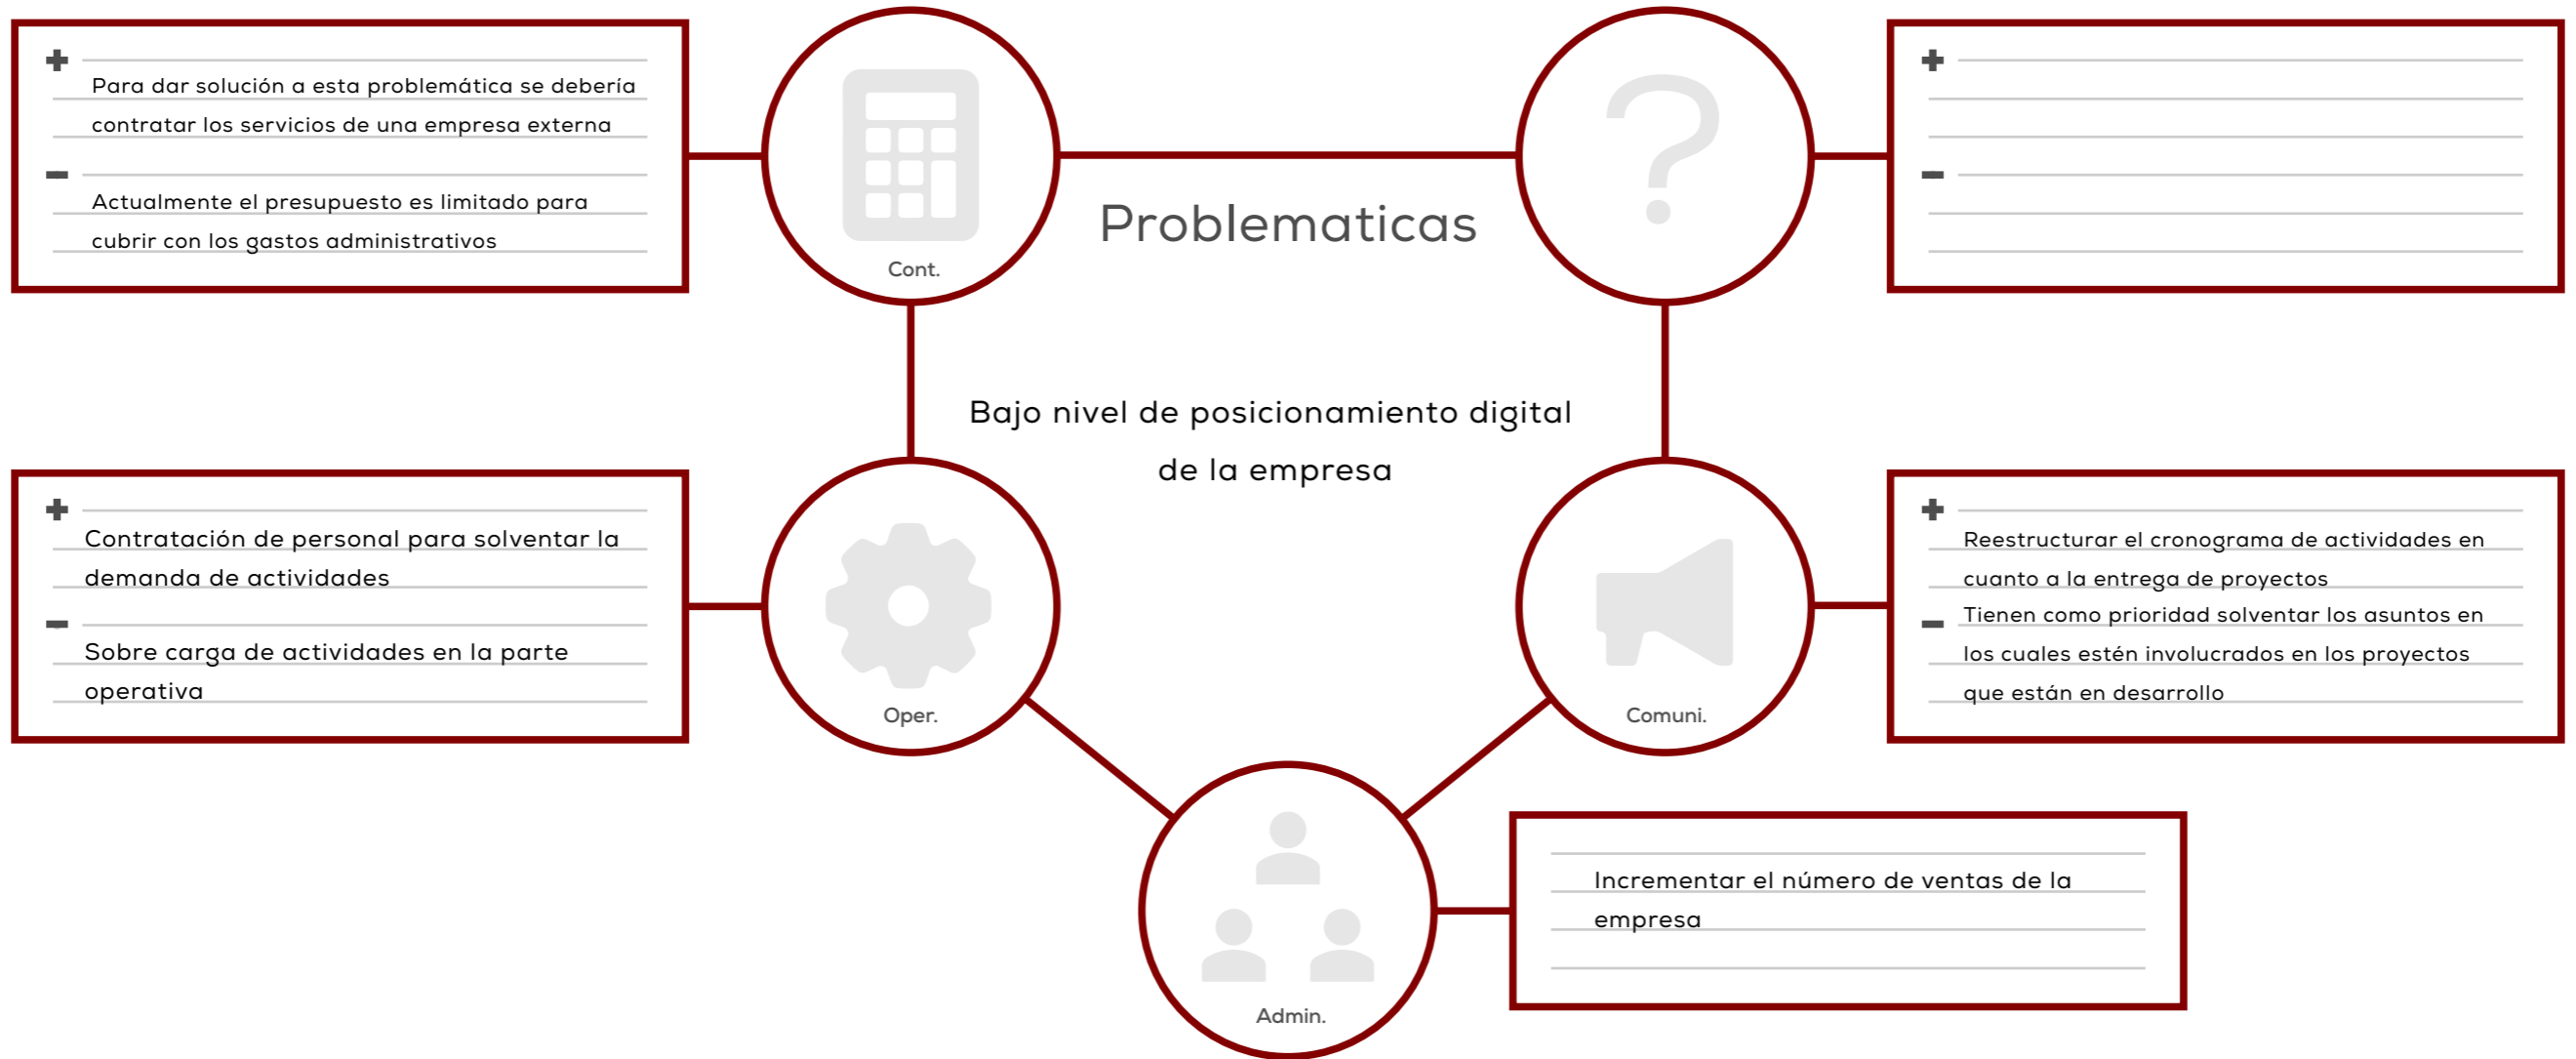 Para dar solución a esta problemática se debería
contratar los servicios de una empresa externa
Actualmente el presupuesto es limitado para
cubrir con los gastos administrativos
Cont.
Problematicas
Bajo nivel de posicionamiento digital
de la empresa
Contratación de personal para solventar la
demanda de actividades
Sobre carga de actividades en la parte
operativa
Oper.
Comuni.
Reestructurar el cronograma de actividades en
cuanto a la entrega de proyectos
Tienen como prioridad solventar los asuntos en
los cuales estén involucrados en los proyectos
que están en desarrollo
Incrementar el número de ventas de la
empresa
Admin.